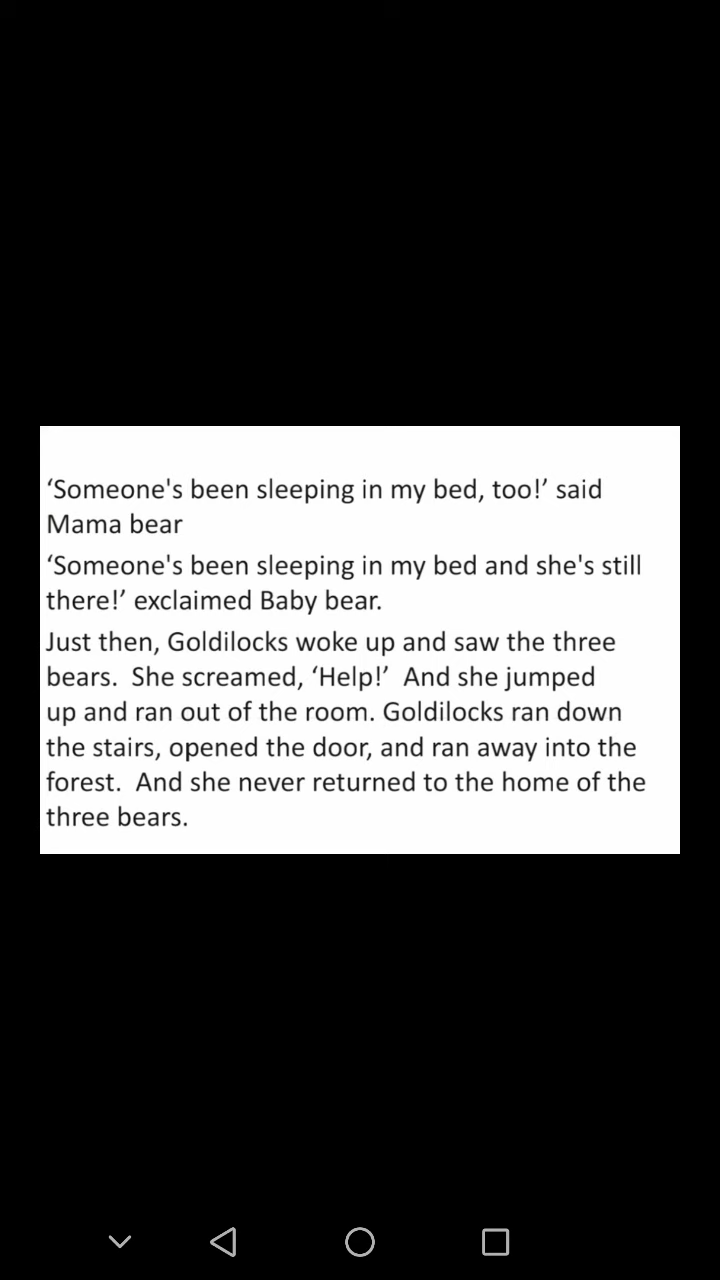 ‘Someone's been sleeping in my bed, too!’ said
Mama bear
‘Someone's been sleeping in my bed and she's still
there!’ exclaimed Baby bear.
Just then, Goldilocks woke up and saw the three
bears.  She screamed, ‘Help!’  And she jumped
up and ran out of the room. Goldilocks ran down
the stairs, opened the door, and ran away into the
forest.  And she never returned to the home of the
three bears.